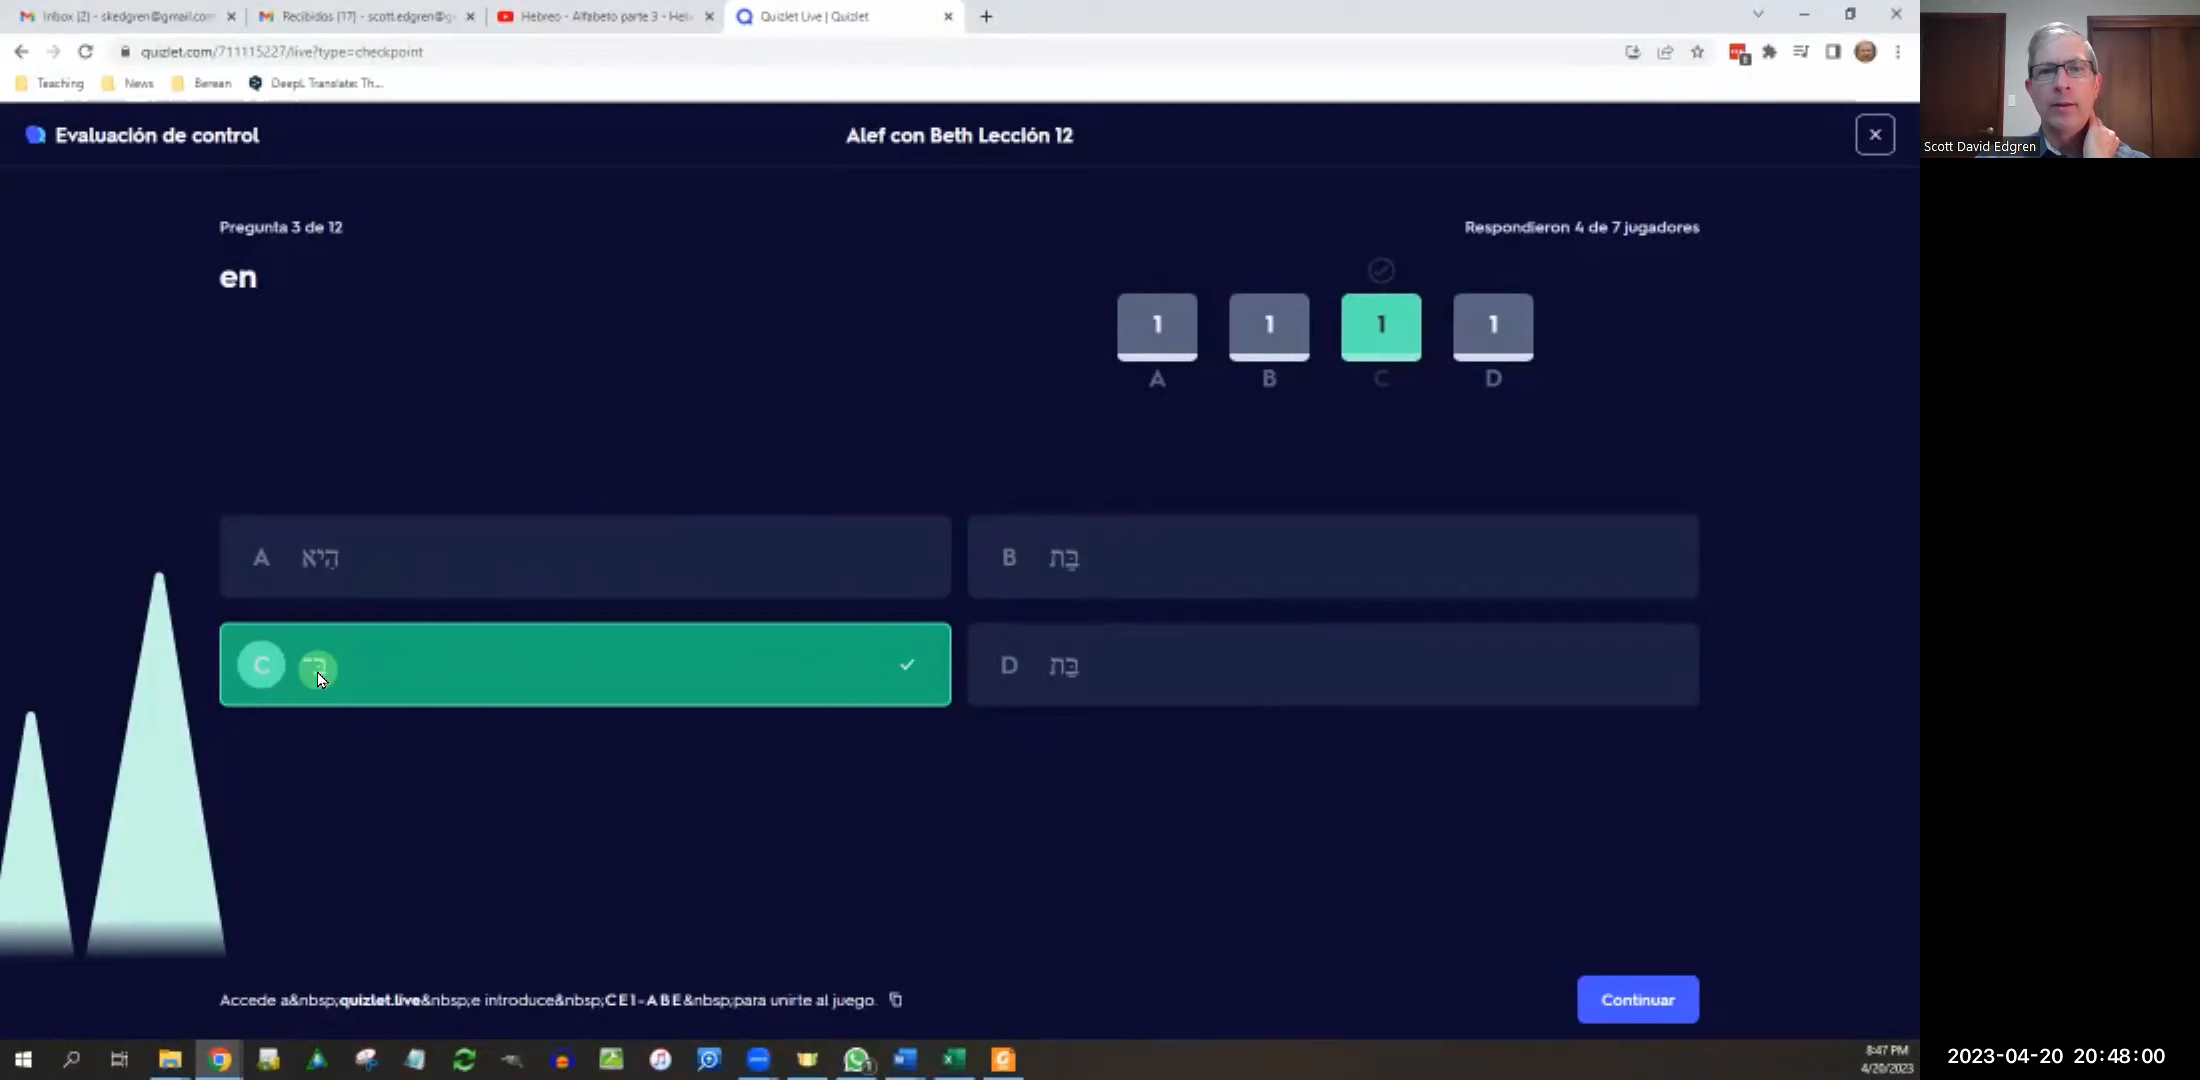 Inbox (2) - skedgren@gmail.com
Recibidos (17) - scott.edgren@g
Hebreo - Alfabeto parte 3 - Heb
Quizlet Live | Quizlet
quizlet.com/711115227/live?type=checkpoint
Teaching
News
Berean
DeepL Translate: Th...
Scott David Edgren
Evaluación de control
Alef con Beth Lección 12
Pregunta 3 de 12
Respondieron 4 de 7 jugadores
en
1 1 1 1
A B C D
A הִיא
B בָּת
C
D בַּת
Accede a&nbsp;quizlet.live&nbsp;e introduce&nbsp;CE1-ABE&nbsp;para unirte al juego.
Continuar
8:47 PM
4/20/2023
2023-04-20 20:48:00